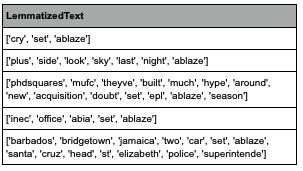 LemmatizedText
['cry', 'set', 'ablaze']
['plus', 'side', 'look', 'sky', 'last', 'night', 'ablaze']
['phdsquares', 'mufc', 'theyve', 'built', 'much', 'hype', 'around',
'new', 'acquisition', 'doubt', 'set', 'epl', 'ablaze', 'season']
['inec', 'office', 'abia', 'set', 'ablaze']
['barbados', 'bridgetown', 'jamaica', 'two', 'car', 'set', 'ablaze',
'santa', 'cruz', 'head', 'st', 'elizabeth', 'police', 'superintende']